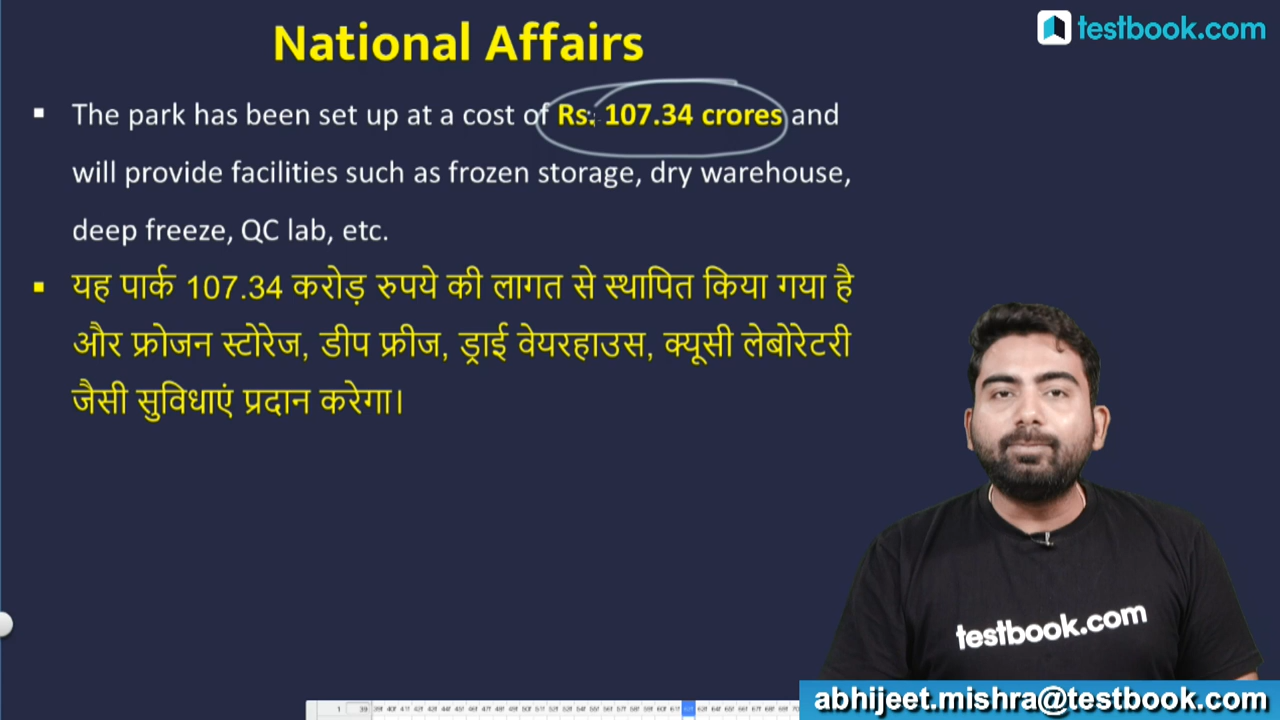 National Affairs
testbook.com
▪ The park has been set up at a cost of Rs. 107.34 crores and
will provide facilities such as frozen storage, dry warehouse,
deep freeze, QC lab, etc.
▪ यह पार्क 107.34 करोड़ रुपये की लागत से स्थापित किया गया है
और फ्रोजन स्टोरेज, डीप फ्रीज, ड्राई वेयरहाउस, क्यूसी लेबोरेटरी
जैसी सुविधाएं प्रदान करेगा।
testbook.com
abhijeet.mishra@testbook.com